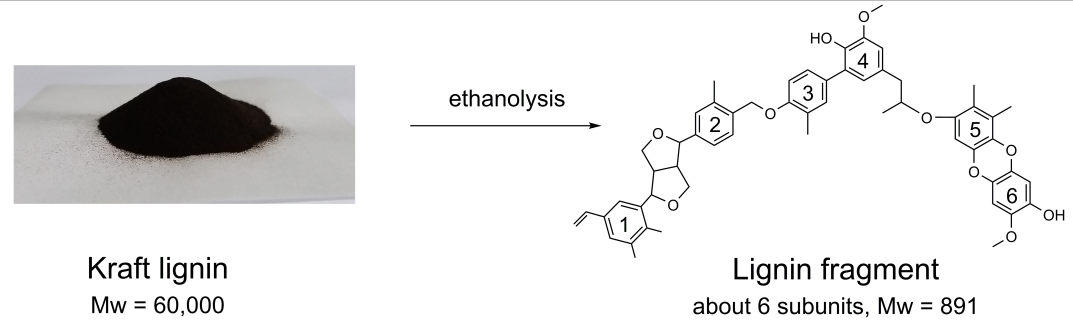 ethanolysis
Kraft lignin
Mw = 60,000
O
HO
4
3
2
O
O
5
O
O
O
6
OH
O
O
1
O
Lignin fragment
about 6 subunits, Mw = 891